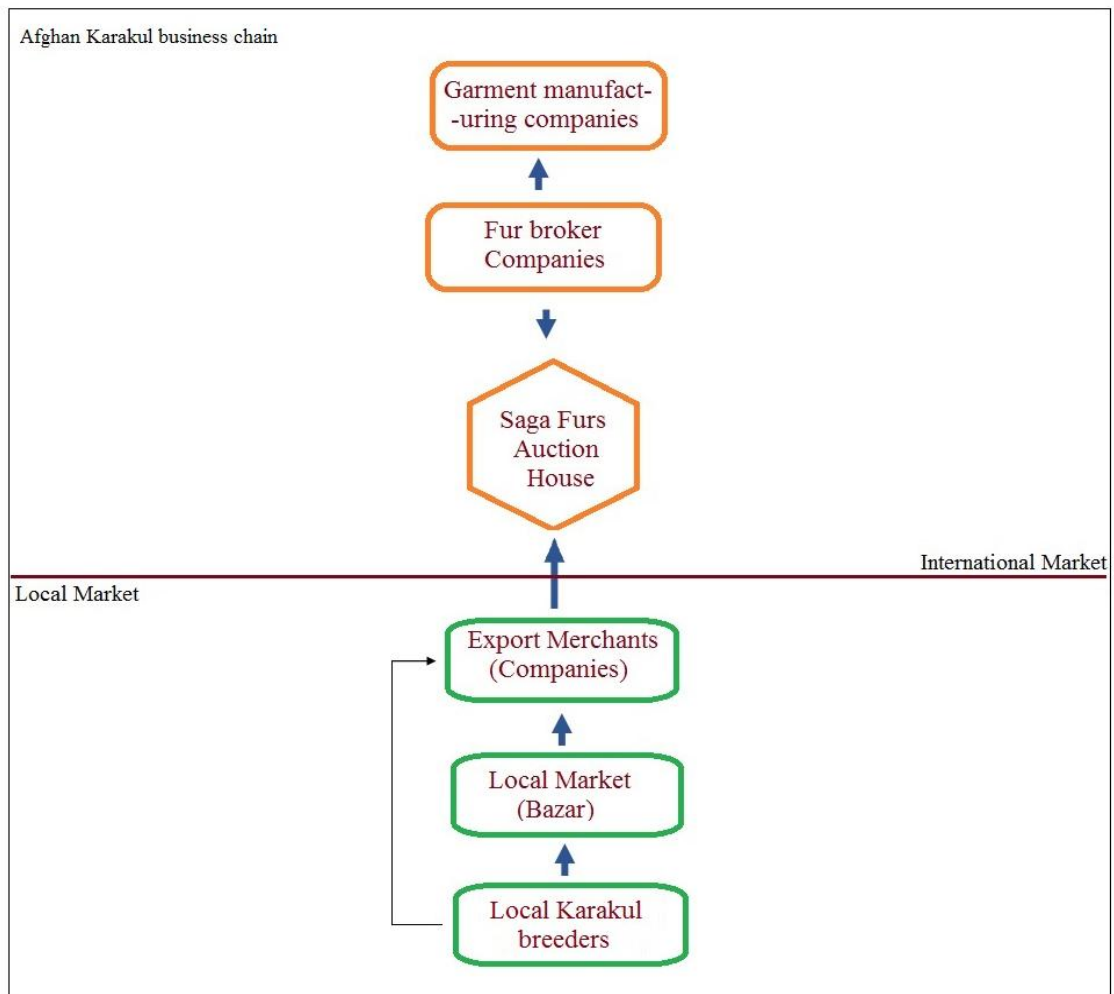 Afghan Karakul business chain
Garment manufact-
-uring companies
Fur broker
Companies
Saga Furs
Auction
House
International Market
Local Market
Export Merchants
(Companies)
Local Market
(Bazar)
Local Karakul
breeders